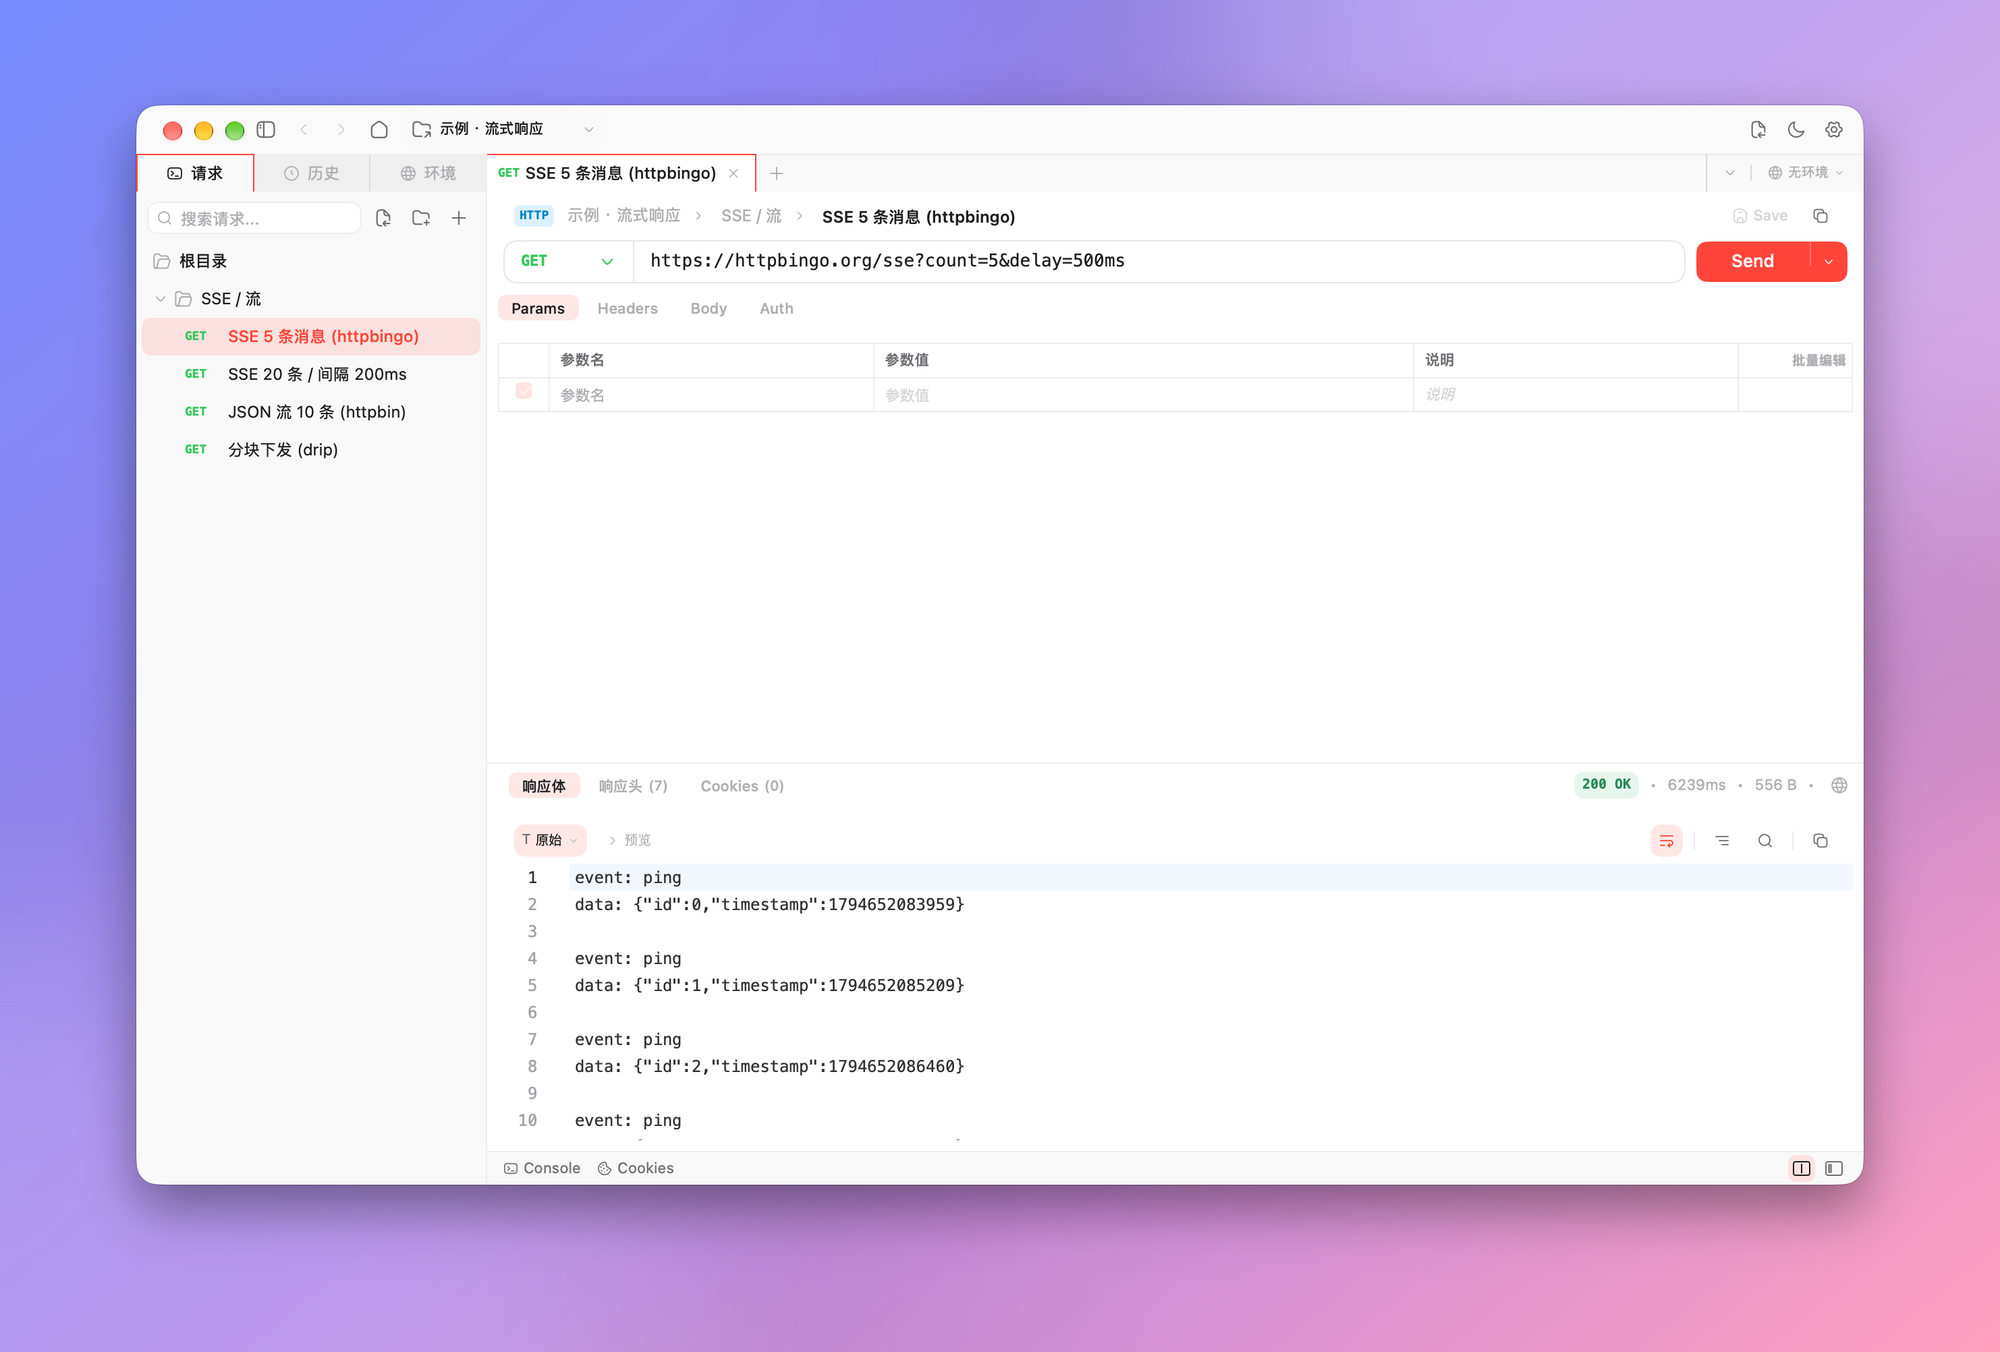 示例 · 流式响应
请求
历史
环境
GET SSE 5 条消息 (httpbingo)
无环境
搜索请求...
HTTP 示例 · 流式响应 SSE / 流 SSE 5 条消息 (httpbingo)
Save
根目录
GET
https://httpbingo.org/sse?count=5&delay=500ms
Send
SSE / 流
Params
Headers
Body
Auth
GET SSE 5 条消息 (httpbingo)
GET SSE 20 条 / 间隔 200ms
GET JSON 流 10 条 (httpbin)
GET 分块下发 (drip)
参数名
参数值
说明
批量编辑
参数名
参数值
说明
响应体
响应头 (7)
Cookies (0)
200 OK • 6239ms • 556 B •
T 原始
预览
1 event: ping
2 data: {"id":0,"timestamp":1794652083959}
3
4 event: ping
5 data: {"id":1,"timestamp":1794652085209}
6
7 event: ping
8 data: {"id":2,"timestamp":1794652086460}
9
10 event: ping
Console
Cookies